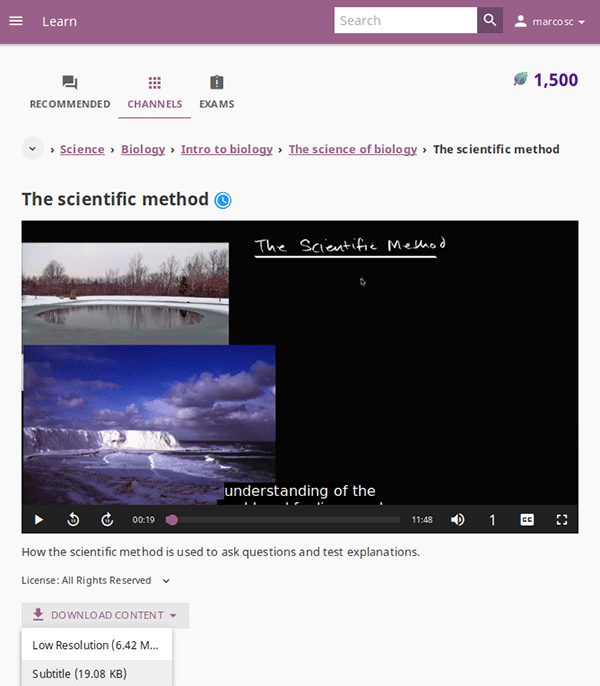 Learn
Search
marcosc
1,500
RECOMMENDED
CHANNELS
EXAMS
› Science › Biology › Intro to biology › The science of biology › The scientific method
The scientific method
The Scientific Method
understanding of the
00:19
11:48
1
CC
How the scientific method is used to ask questions and test explanations.
License: All Rights Reserved
DOWNLOAD CONTENT
Low Resolution (6.42 M...
Subtitle (19.08 KB)